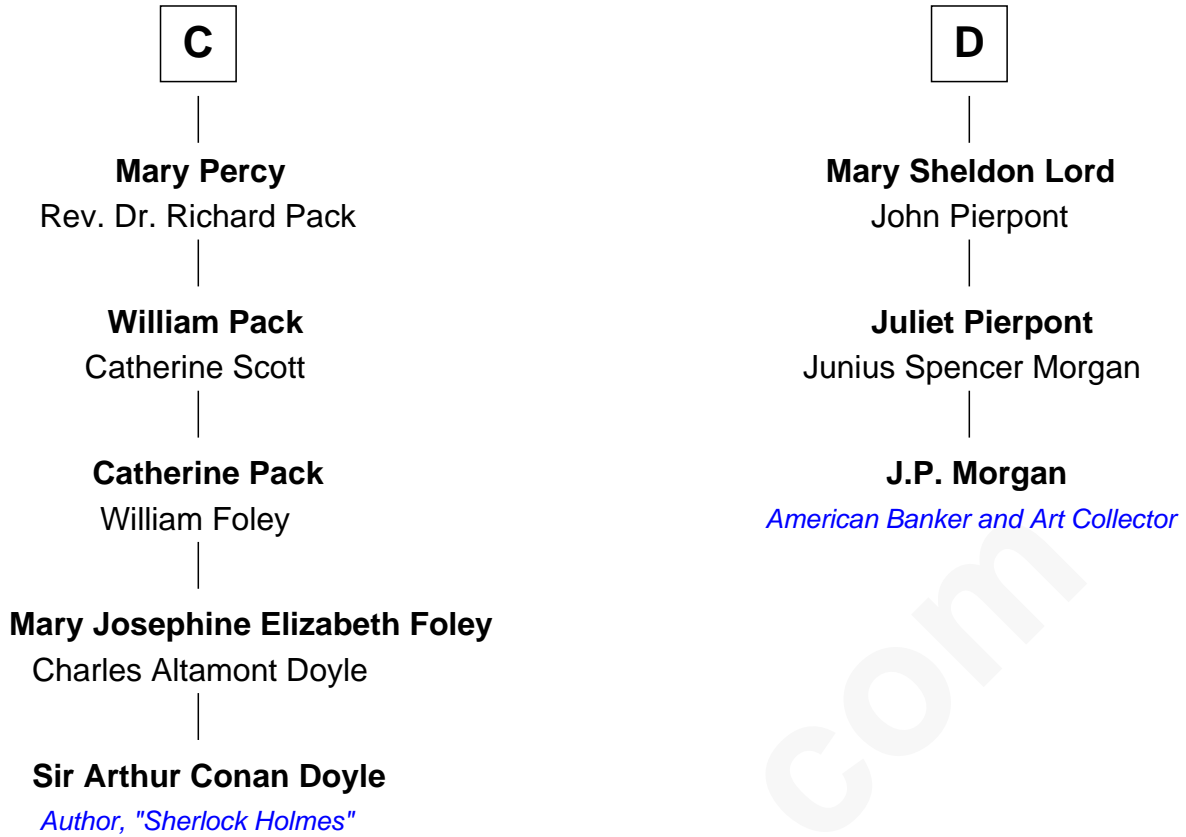 C
Mary Percy
Rev. Dr. Richard Pack
William Pack
Catherine Scott
Catherine Pack
William Foley
Mary Josephine Elizabeth Foley
Charles Altamont Doyle
Sir Arthur Conan Doyle
Author, "Sherlock Holmes"
D
Mary Sheldon Lord
John Pierpont
Juliet Pierpont
Junius Spencer Morgan
J.P. Morgan
American Banker and Art Collector
com